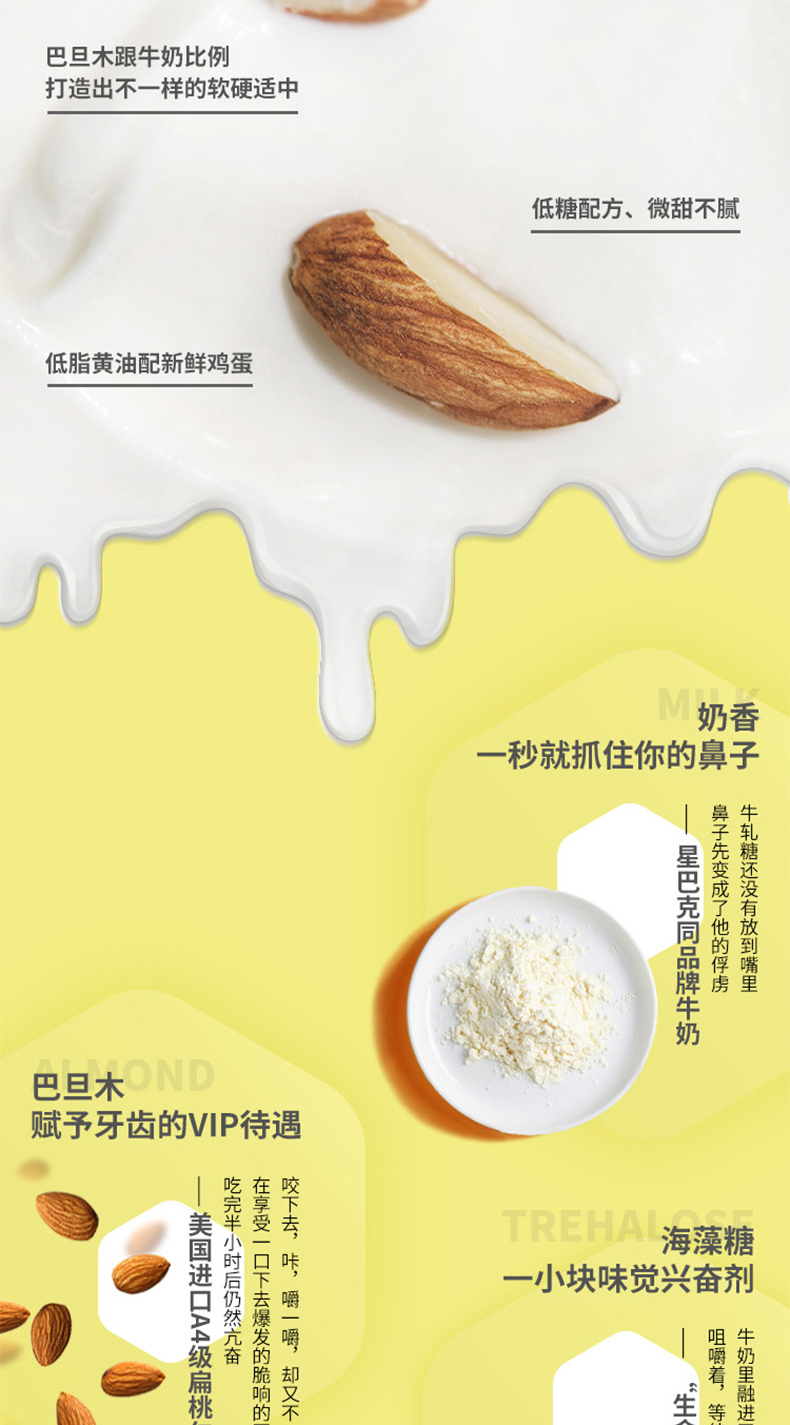 巴旦木跟牛奶比例
打造出不一样的软硬适中
低糖配方、微甜不腻
低脂黄油配新鲜鸡蛋
MILK
奶香
一秒就抓住你的鼻子
牛轧糖还没有放到嘴里
鼻子先变成了他的俘虏
——星巴克同品牌牛奶
ALMOND
巴旦木
赋予牙齿的VIP待遇
咬下去，咔，嚼一嚼，却又不
在享受一口下去爆发的脆响的
吃完半小时后仍然亢奋
——美国进口A4级扁桃
TREHALOSE
海藻糖
一小块味觉兴奋剂
牛奶里融进
咀嚼着，等
——“生